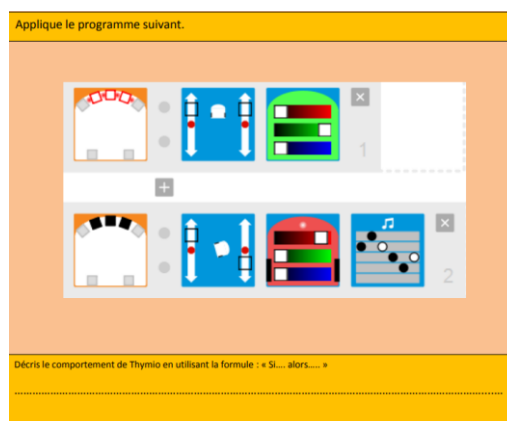 Applique le programme suivant.
1
2
Décris le comportement de Thymio en utilisant la formule : « Si.... alors..... »